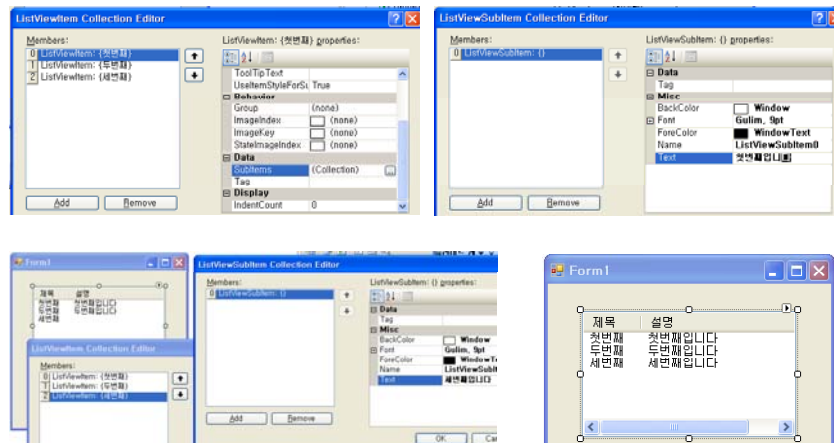 ListViewItem Collection Editor
Members:
0 ListViewItem: {첫번째}
1 ListViewItem: {두번째}
2 ListViewItem: {세번째}
Add Remove
ListViewItem: {첫번째} properties:
ToolTipText
UseItemStyleForSu True
Behavior
Group (none)
ImageIndex (none)
ImageKey (none)
StateImageIndex (none)
Data
SubItems (Collection) ...
Tag
Display
IndentCount 0
ListViewSubItem Collection Editor
Members:
0 ListViewSubItem: {}
Add Remove
ListViewSubItem: {} properties:
Data
Tag
Misc
BackColor Window
Font Gulim, 9pt
ForeColor WindowText
Name ListViewSubItem0
Text 첫번째입니
Form1
제목 설명
첫번째 첫번째입니다
두번째 두번째입니다
세번째
ListViewItem Collection Editor
Members:
0 ListViewItem: {첫번째}
1 ListViewItem: {두번째}
2 ListViewItem: {세번째}
ListViewSubItem Collection Editor
Members:
0 ListViewSubItem: {}
Add Remove
ListViewSubItem: {} properties:
Data
Tag
Misc
BackColor Window
Font Gulim, 9pt
ForeColor WindowTe
Name ListViewSubIt
Text 세번째입니다
OK Can
Form1
제목 설명
첫번째 첫번째입니다
두번째 두번째입니다
세번째 세번째입니다